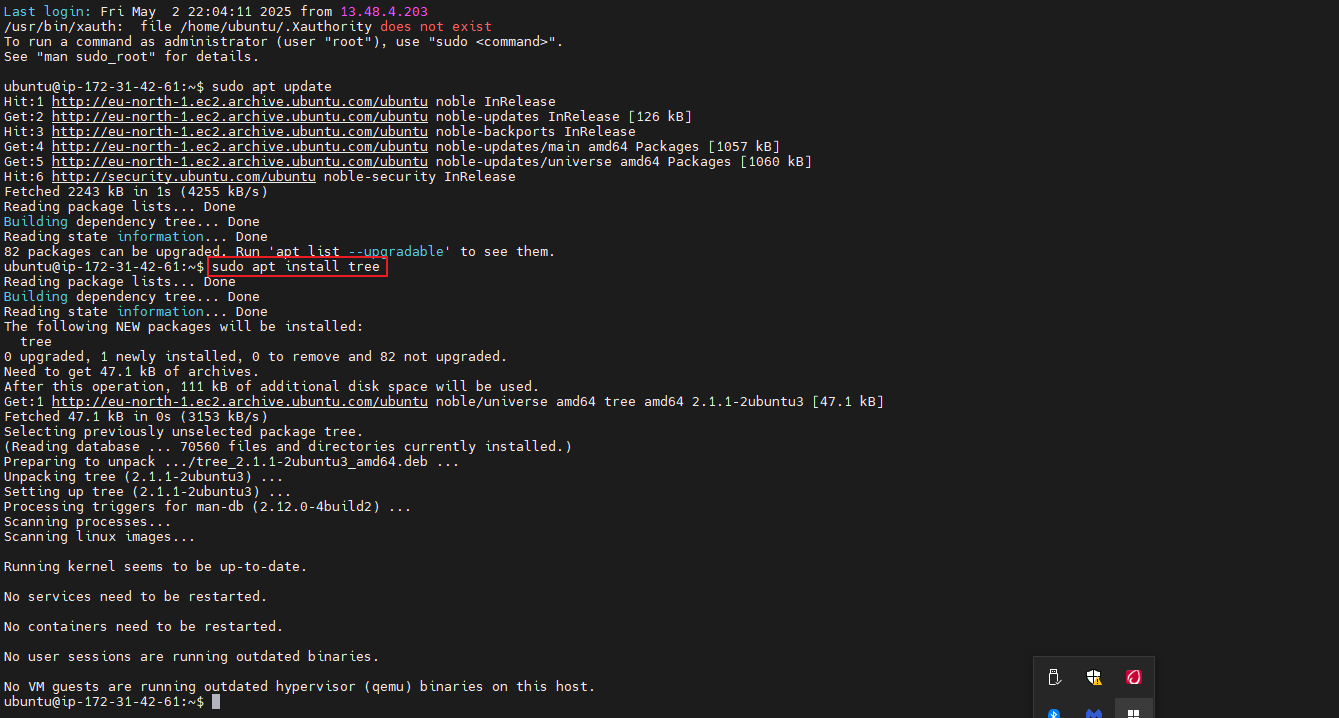 Last login: Fri May  2 22:04:11 2025 from 13.48.4.203
/usr/bin/xauth:  file /home/ubuntu/.Xauthority does not exist
To run a command as administrator (user "root"), use "sudo <command>".
See "man sudo_root" for details.

ubuntu@ip-172-31-42-61:~$ sudo apt update
Hit:1 http://eu-north-1.ec2.archive.ubuntu.com/ubuntu noble InRelease
Get:2 http://eu-north-1.ec2.archive.ubuntu.com/ubuntu noble-updates InRelease [126 kB]
Hit:3 http://eu-north-1.ec2.archive.ubuntu.com/ubuntu noble-backports InRelease
Get:4 http://eu-north-1.ec2.archive.ubuntu.com/ubuntu noble-updates/main amd64 Packages [1057 kB]
Get:5 http://eu-north-1.ec2.archive.ubuntu.com/ubuntu noble-updates/universe amd64 Packages [1060 kB]
Hit:6 http://security.ubuntu.com/ubuntu noble-security InRelease
Fetched 2243 kB in 1s (4255 kB/s)
Reading package lists... Done
Building dependency tree... Done
Reading state information... Done
82 packages can be upgraded. Run 'apt list --upgradable' to see them.
ubuntu@ip-172-31-42-61:~$ sudo apt install tree
Reading package lists... Done
Building dependency tree... Done
Reading state information... Done
The following NEW packages will be installed:
  tree
0 upgraded, 1 newly installed, 0 to remove and 82 not upgraded.
Need to get 47.1 kB of archives.
After this operation, 111 kB of additional disk space will be used.
Get:1 http://eu-north-1.ec2.archive.ubuntu.com/ubuntu noble/universe amd64 tree amd64 2.1.1-2ubuntu3 [47.1 kB]
Fetched 47.1 kB in 0s (3153 kB/s)
Selecting previously unselected package tree.
(Reading database ... 70560 files and directories currently installed.)
Preparing to unpack .../tree_2.1.1-2ubuntu3_amd64.deb ...
Unpacking tree (2.1.1-2ubuntu3) ...
Setting up tree (2.1.1-2ubuntu3) ...
Processing triggers for man-db (2.12.0-4build2) ...
Scanning processes...
Scanning linux images...

Running kernel seems to be up-to-date.

No services need to be restarted.

No containers need to be restarted.

No user sessions are running outdated binaries.

No VM guests are running outdated hypervisor (qemu) binaries on this host.
ubuntu@ip-172-31-42-61:~$